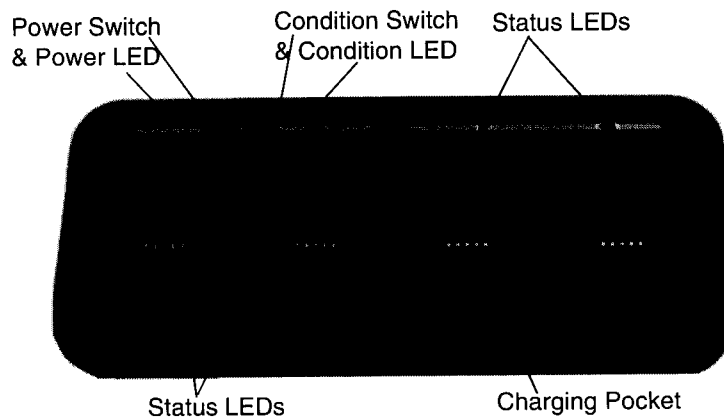 Power Switch
& Power LED
Condition Switch
& Condition LED
Status LEDs
Status LEDs
Charging Pocket